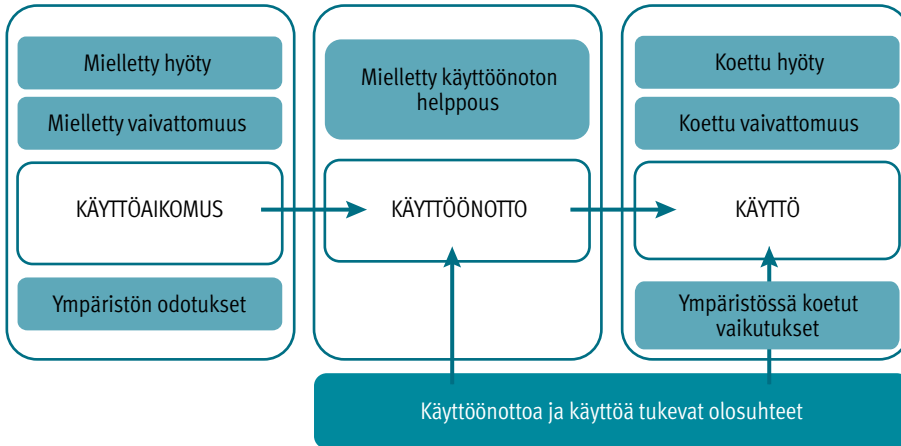 Mielletty hyöty
Mielletty vaivattomuus
KÄYTTÖAIKOMUS
Ympäristön odotukset
Mielletty käyttöönoton
helppous
KÄYTTÖÖNOTTO
Koettu hyöty
Koettu vaivattomuus
KÄYTTÖ
Ympäristössä koetut
vaikutukset
Käyttöönottoa ja käyttöä tukevat olosuhteet